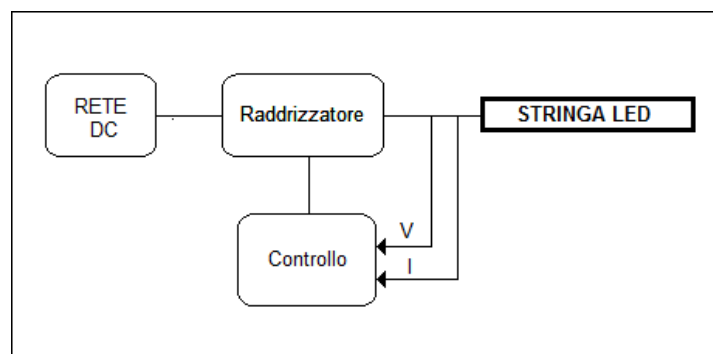 RETE
DC
Raddrizzatore
STRINGA LED
Controllo
V
I